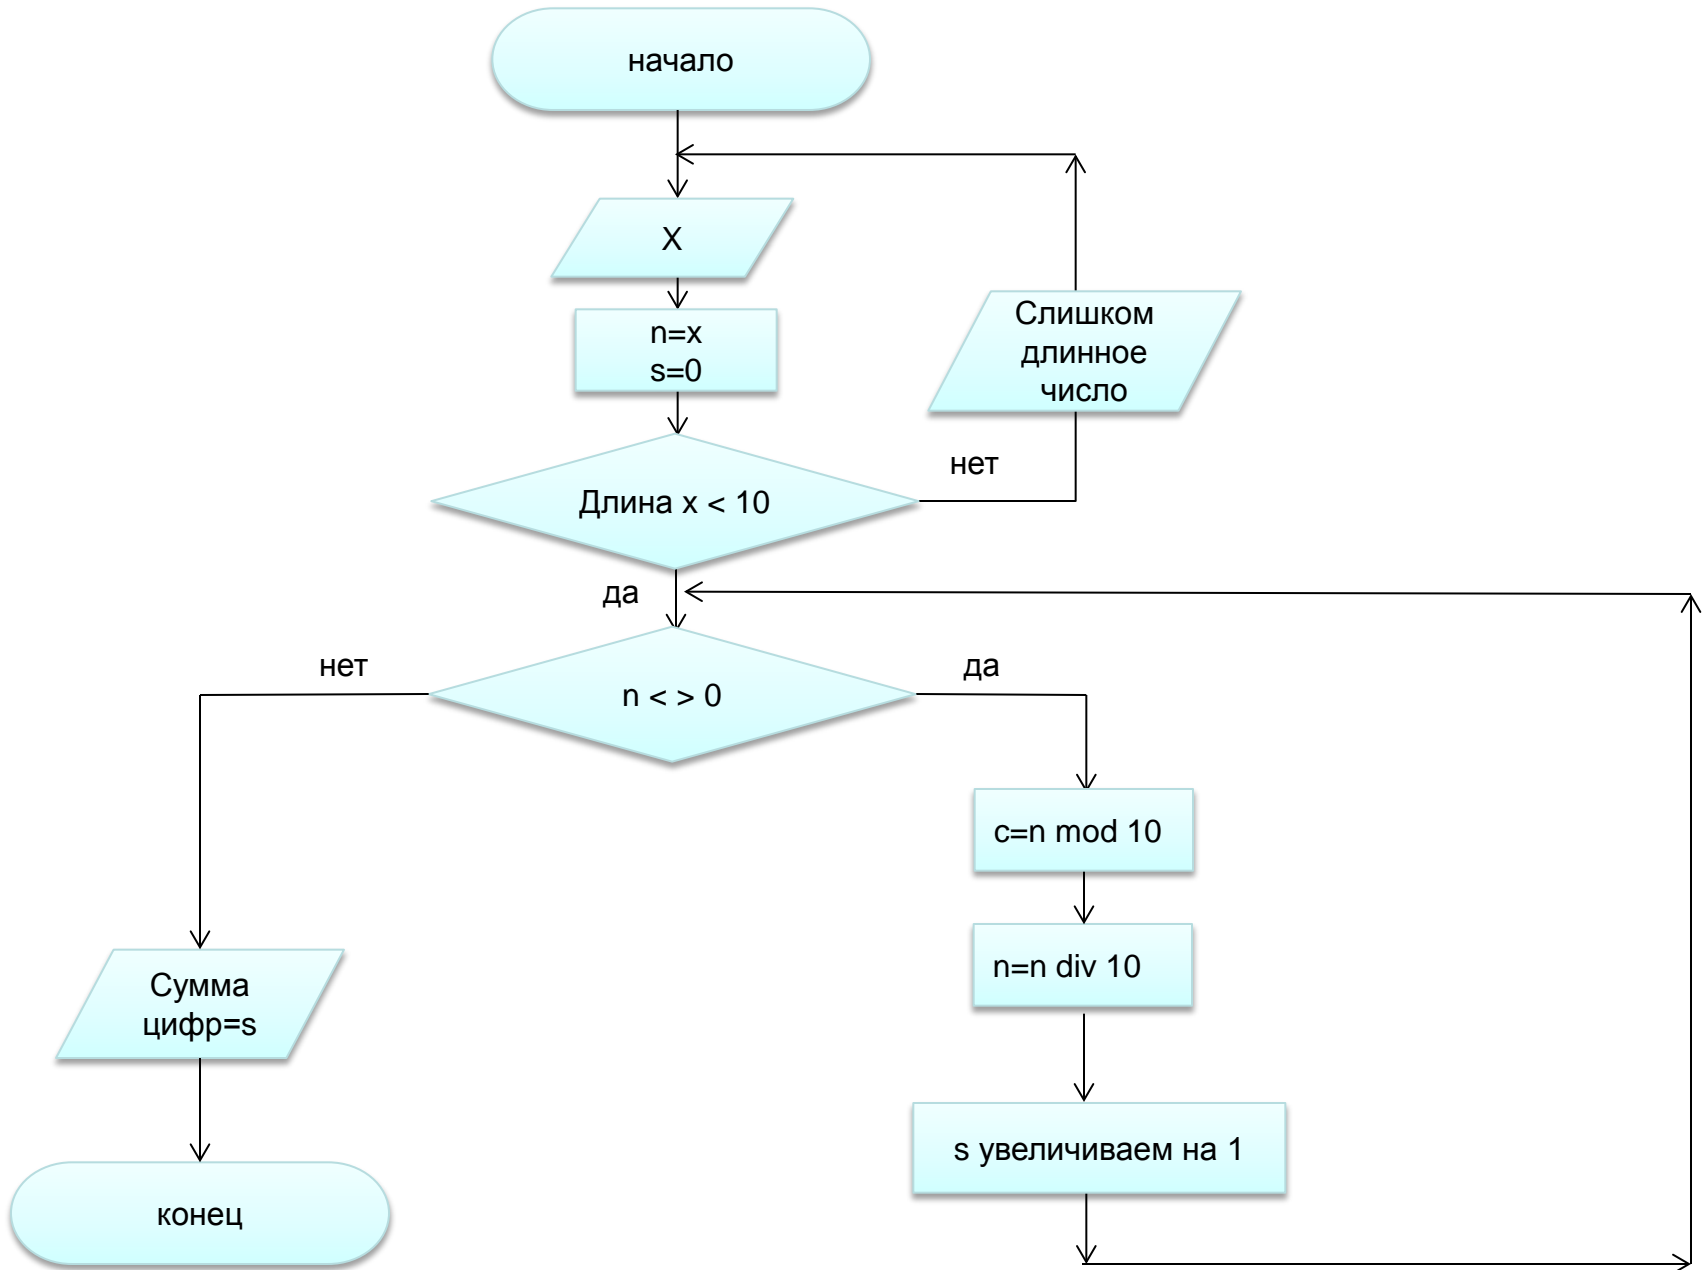 начало
X
n=x
s=0
Слишком
длинное
число
нет
Длина x < 10
да
нет
да
n < > 0
c=n mod 10
n=n div 10
Сумма
цифр=s
s увеличиваем на 1
конец